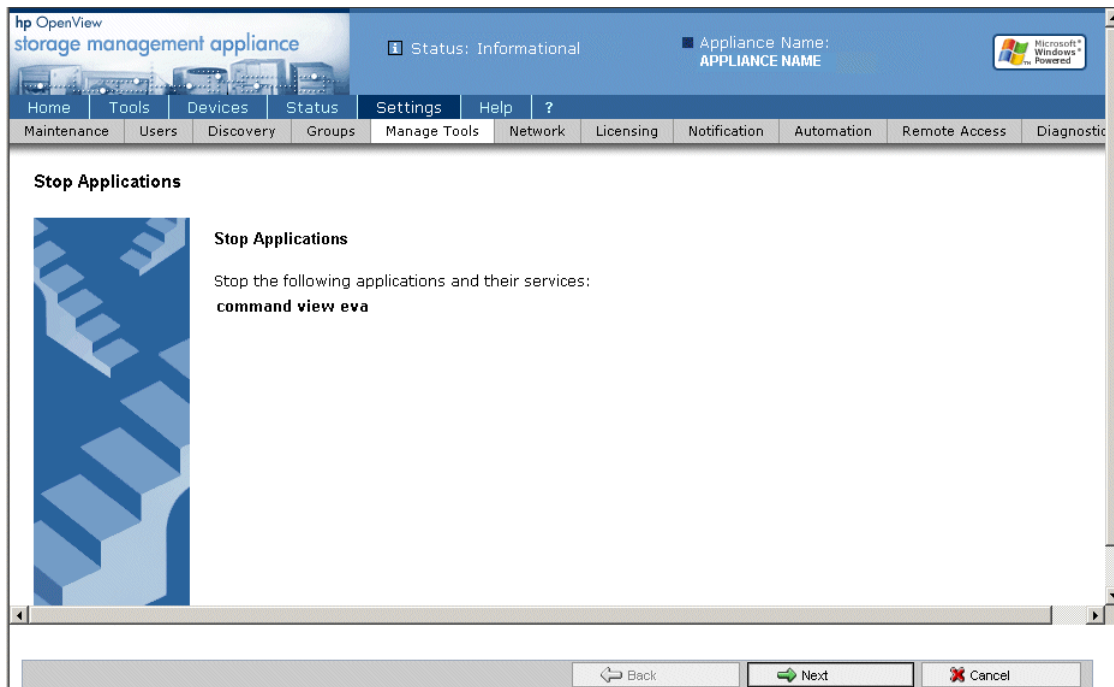 hp OpenView
storage management appliance
i Status: Informational
Appliance Name:
APPLIANCE NAME
Microsoft®
Windows®
Powered
TM
Home Tools Devices Status Settings Help ?
Maintenance Users Discovery Groups Manage Tools Network Licensing Notification Automation Remote Access Diagnostic
Stop Applications
Stop Applications
Stop the following applications and their services:
command view eva
Back Next Cancel